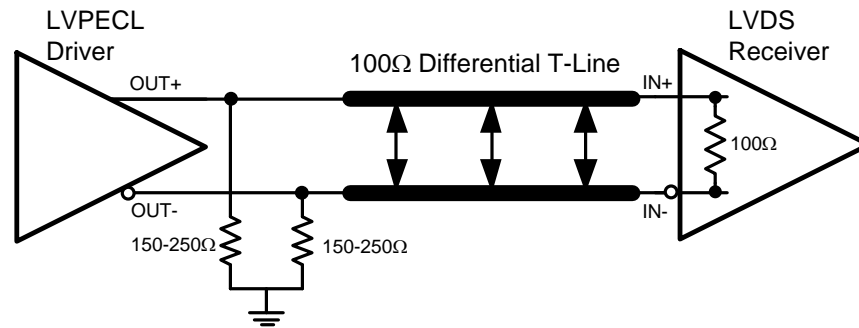 LVPECL
Driver
OUT+
100Ω Differential T-Line
IN+
LVDS
Receiver
100Ω
OUT-
IN-
150-250Ω
150-250Ω